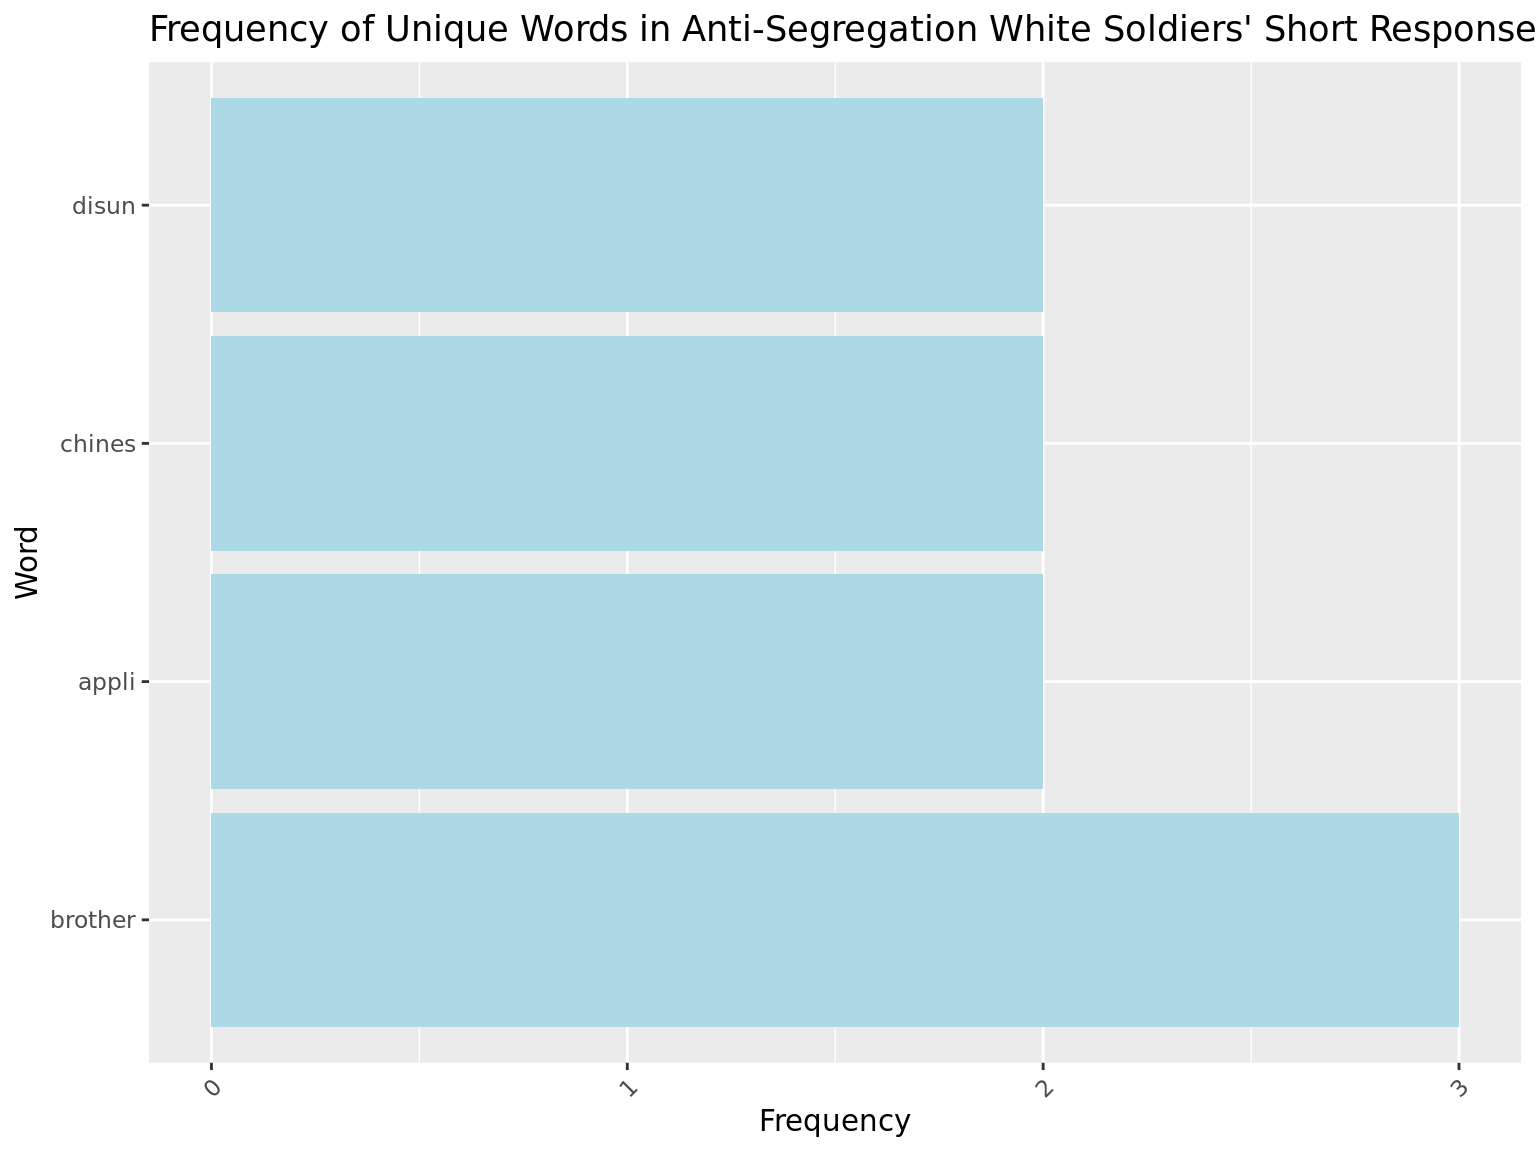 Frequency of Unique Words in Anti-Segregation White Soldiers' Short Response
disun
chines
appli
brother
Word
0 1 2 3
Frequency